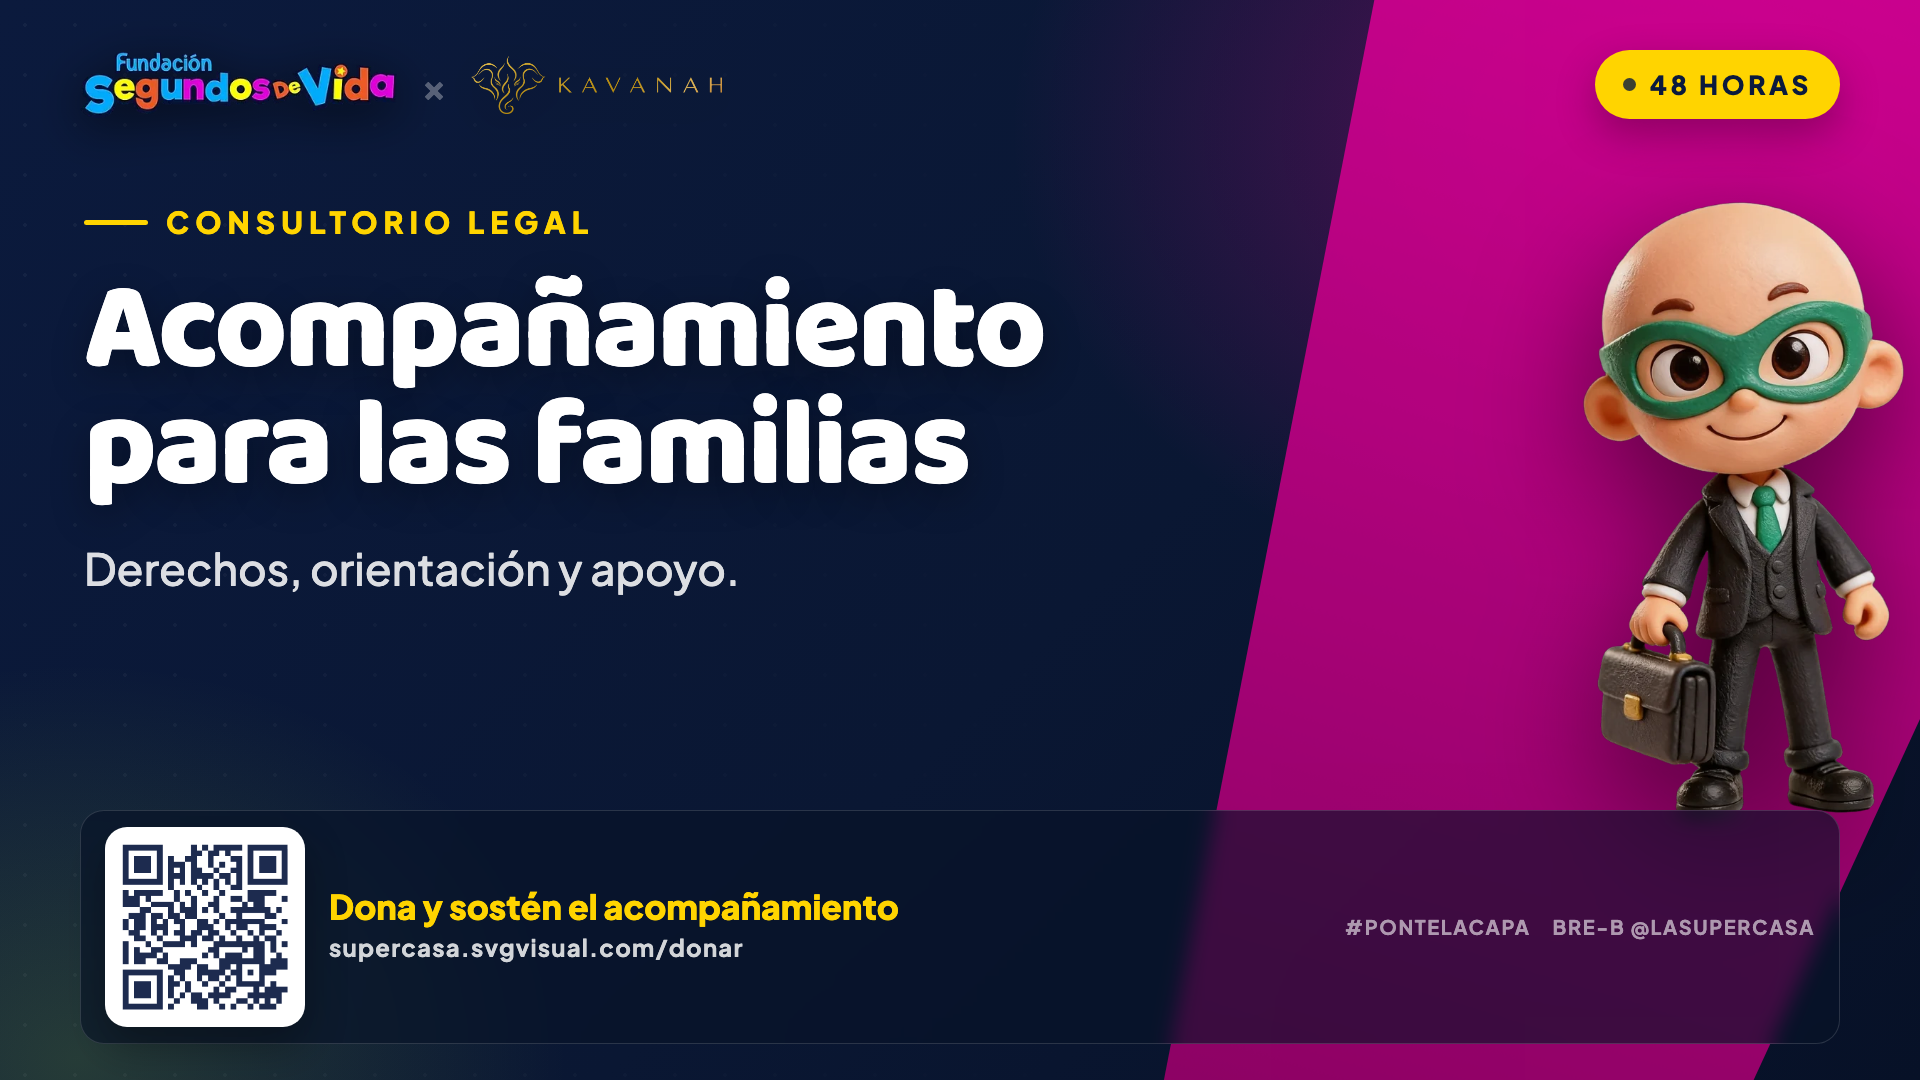 Fundación
Segundos DE Vida
×
KAVANAH
48 HORAS
CONSULTORIO LEGAL
Acompañamiento
para las familias
Derechos, orientación y apoyo.
Dona y sostén el acompañamiento
supercasa.svgvisual.com/donar
#PONTELACAPA BRE-B @LASUPERCASA